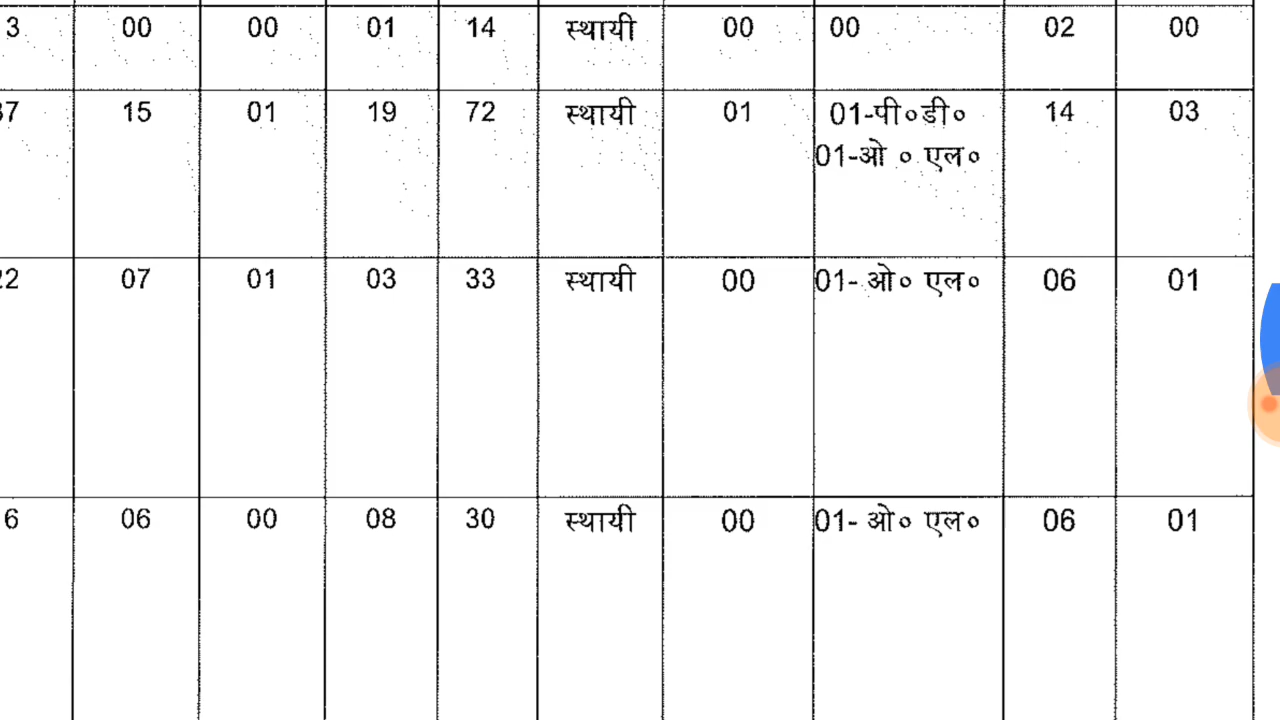 3 00 00 01 14 स्थायी 00 00 02 00
15 01 19 72 स्थायी 01 01-पी०डी० 14 03
01-ओ ० एल०
07 01 03 33 स्थायी 00 01- ओ० एल० 06 01
6 06 00 08 30 स्थायी 00 01- ओ० एल० 06 01